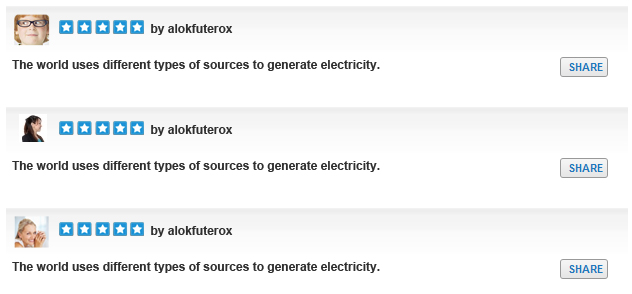 by alokfuterox
The world uses different types of sources to generate electricity.
SHARE
by alokfuterox
The world uses different types of sources to generate electricity.
SHARE
by alokfuterox
The world uses different types of sources to generate electricity.
SHARE